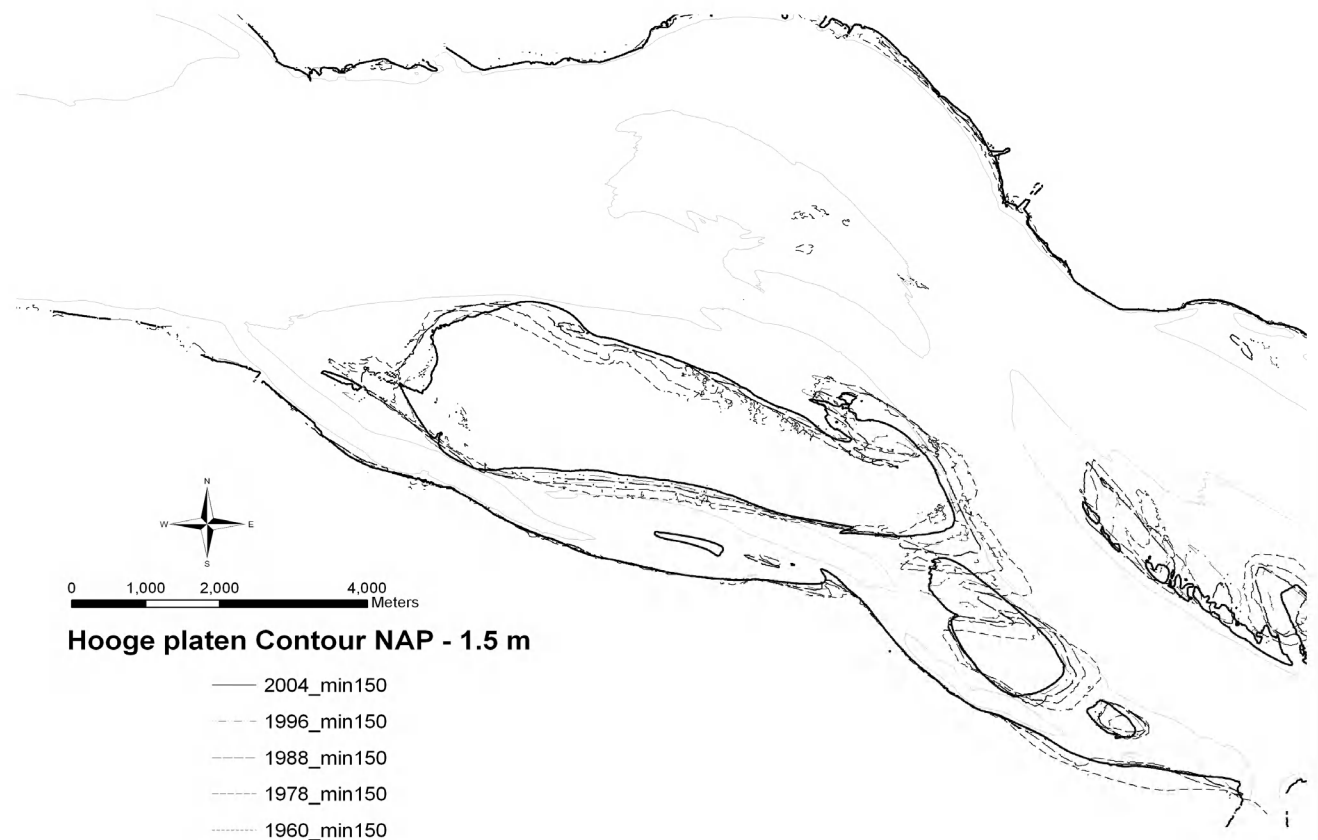 N
W E
S
0 1,000 2,000 4,000
Meters
Hooge platen Contour NAP - 1.5 m
2004_min150
1996_min150
1988_min150
1978_min150
1960_min150